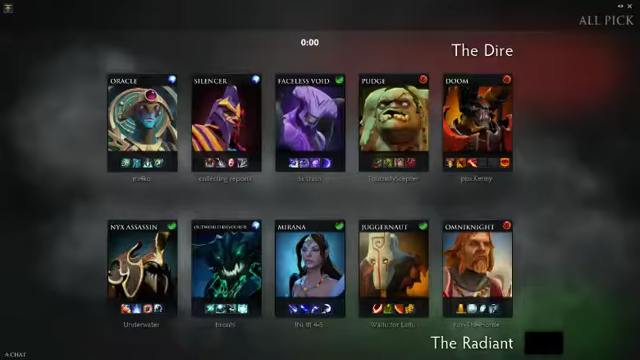 ALL PICK
0:00
The Dire
ORACLE
SILENCER
FACELESS VOID
PUDGE
DOOM
collecting reports
NYX ASSASSIN
OUTWORLD DEVOURER
MIRANA
JUGGERNAUT
OMNIKNIGHT
Underwater
The Radiant
CHAT